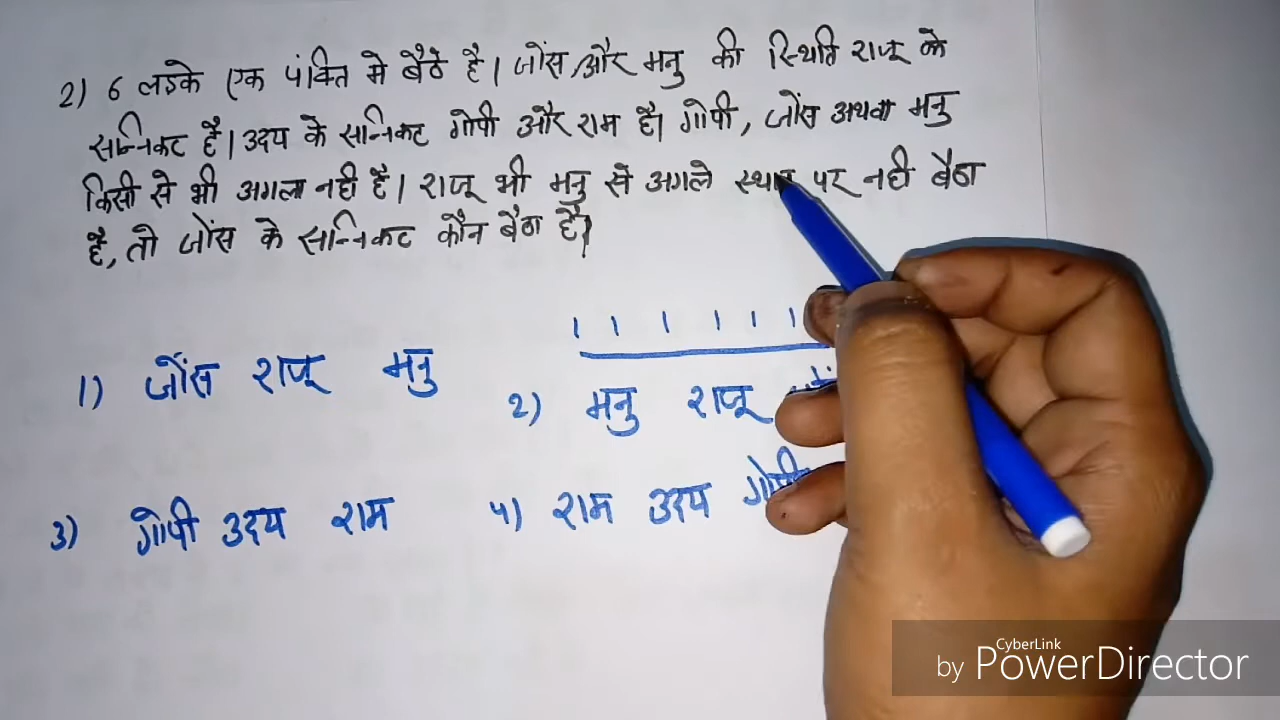 2) 6 लडके एक पंक्ति मे बैठे है। जोंस और मनु की स्थिति राजू के
सन्निकट है। उदय के सन्निकट गोपी और राम है। गोपी, जोंस अथवा मनु
किसी से भी अगला नही है। राजू भी मनु से अगले स्थान पर नही बैठा
है, तो जोंस के सन्निकट कौन बैठा है।
1) जोंस राजू मनु
2) मनु राजू
3) गोपी उदय राम
4) राम उदय गोपी
CyberLink
by PowerDirector